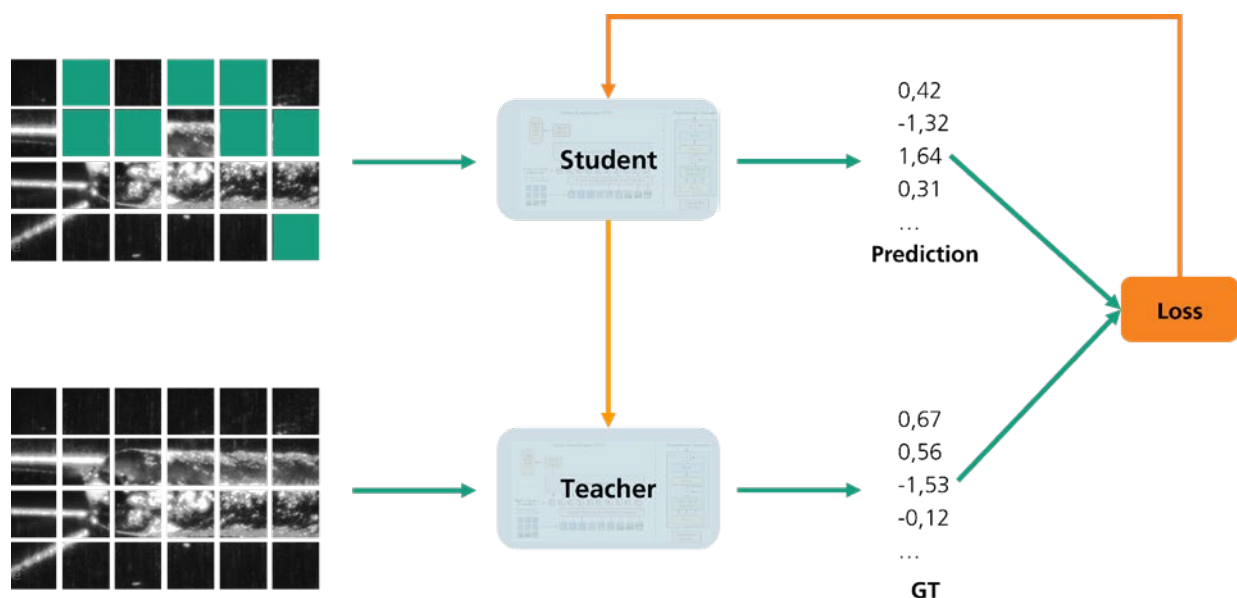 Student
0,42
-1,32
1,64
0,31
...
Prediction
Loss
Teacher
0,67
0,56
-1,53
-0,12
...
GT